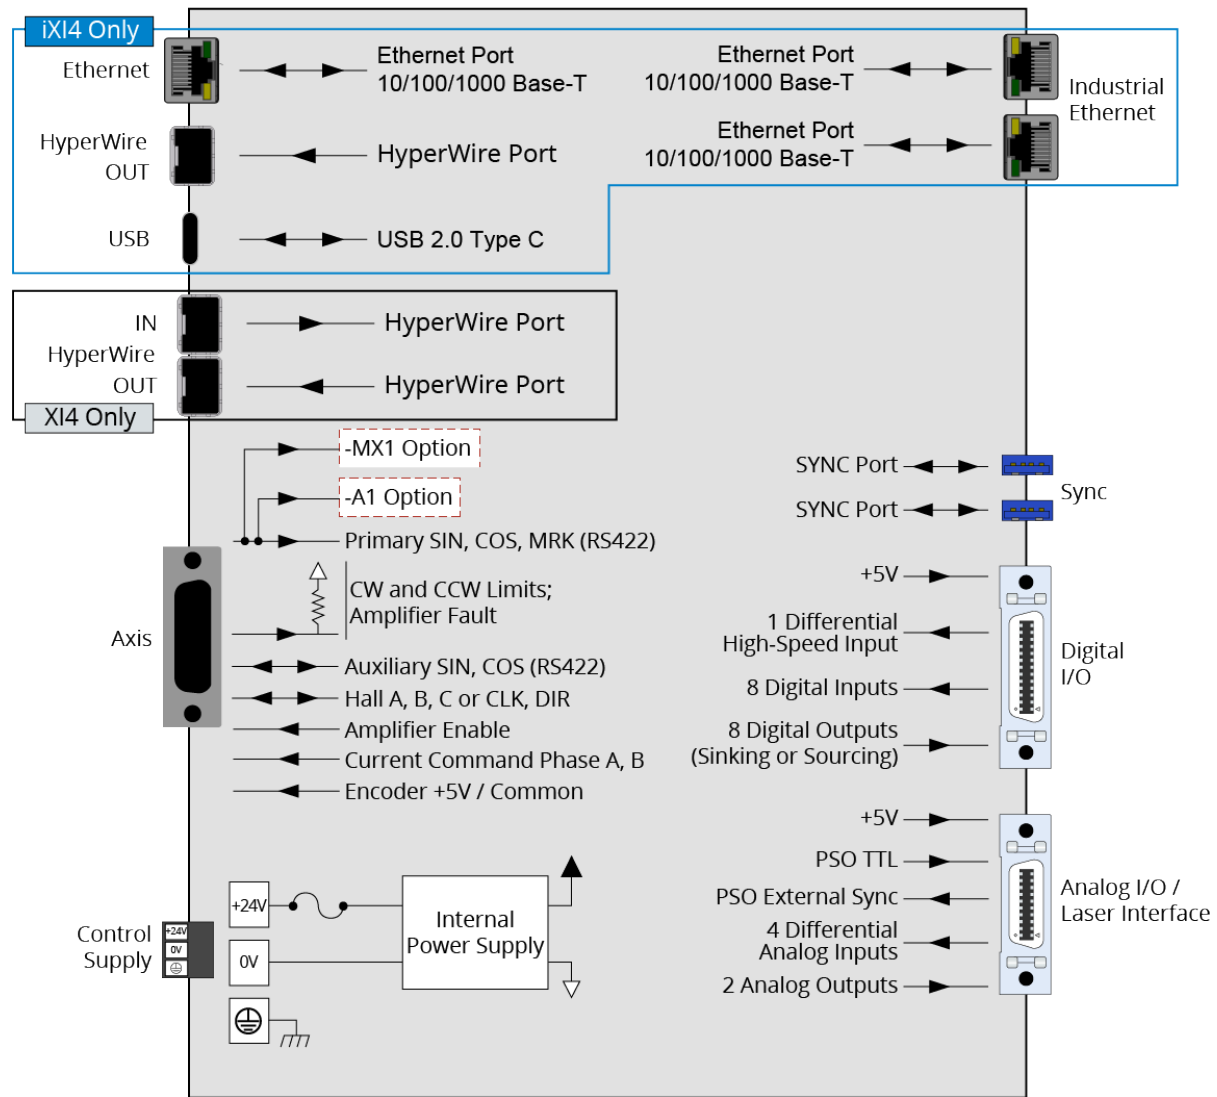 iXI4 Only
Ethernet
Ethernet Port
10/100/1000 Base-T
Ethernet Port
10/100/1000 Base-T
Industrial
Ethernet
HyperWire
OUT
HyperWire Port
Ethernet Port
10/100/1000 Base-T
USB
USB 2.0 Type C
IN
HyperWire Port
HyperWire
OUT
HyperWire Port
XI4 Only
-MX1 Option
-A1 Option
Primary SIN, COS, MRK (RS422)
CW and CCW Limits;
Amplifier Fault
Axis
Auxiliary SIN, COS (RS422)
Hall A, B, C or CLK, DIR
Amplifier Enable
Current Command Phase A, B
Encoder +5V / Common
SYNC Port
SYNC Port
Sync
+5V
1 Differential
High-Speed Input
8 Digital Inputs
8 Digital Outputs
(Sinking or Sourcing)
Digital
I/O
+5V
PSO TTL
PSO External Sync
4 Differential
Analog Inputs
2 Analog Outputs
Analog I/O /
Laser Interface
Control
Supply
+24V
0V
+24V
0V
Internal
Power Supply